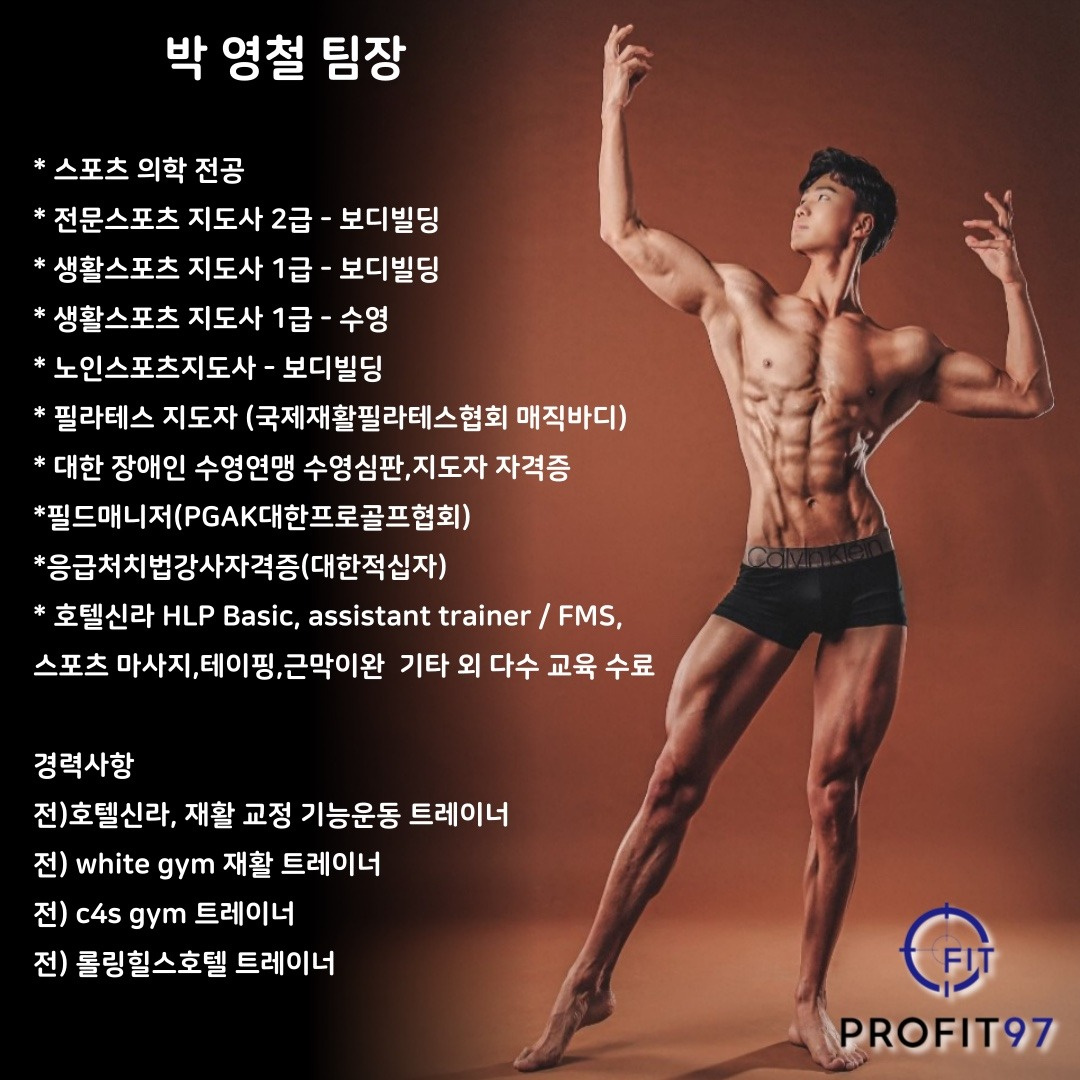 박 영철 팀장
* 스포츠 의학 전공
* 전문스포츠 지도사 2급 - 보디빌딩
* 생활스포츠 지도사 1급 - 보디빌딩
* 생활스포츠 지도사 1급 - 수영
* 노인스포츠지도사 - 보디빌딩
* 필라테스 지도자 (국제재활필라테스협회 매직바디)
* 대한 장애인 수영연맹 수영심판,지도자 자격증
*필드매니저(PGAK대한프로골프협회)
*응급처치법강사자격증(대한적십자)
* 호텔신라 HLP Basic, assistant trainer / FMS,
스포츠 마사지,테이핑,근막이완 기타 외 다수 교육 수료
경력사항
전)호텔신라, 재활 교정 기능운동 트레이너
전) white gym 재활 트레이너
전) c4s gym 트레이너
전) 롤링힐스호텔 트레이너
Calvin Klein
FIT
PROFIT97